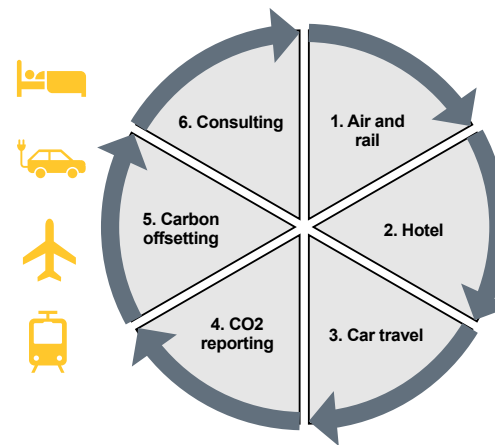 1. Air and
rail
2. Hotel
3. Car travel
4. CO2
reporting
5. Carbon
offsetting
6. Consulting